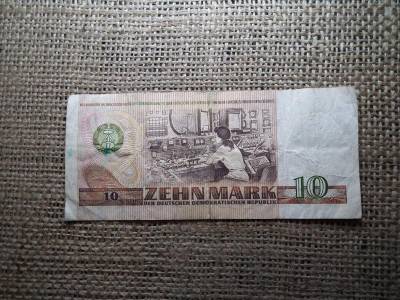 10 ZEHN MARK 10
DER DEUTSCHEN DEMOKRATISCHEN REPUBLIK